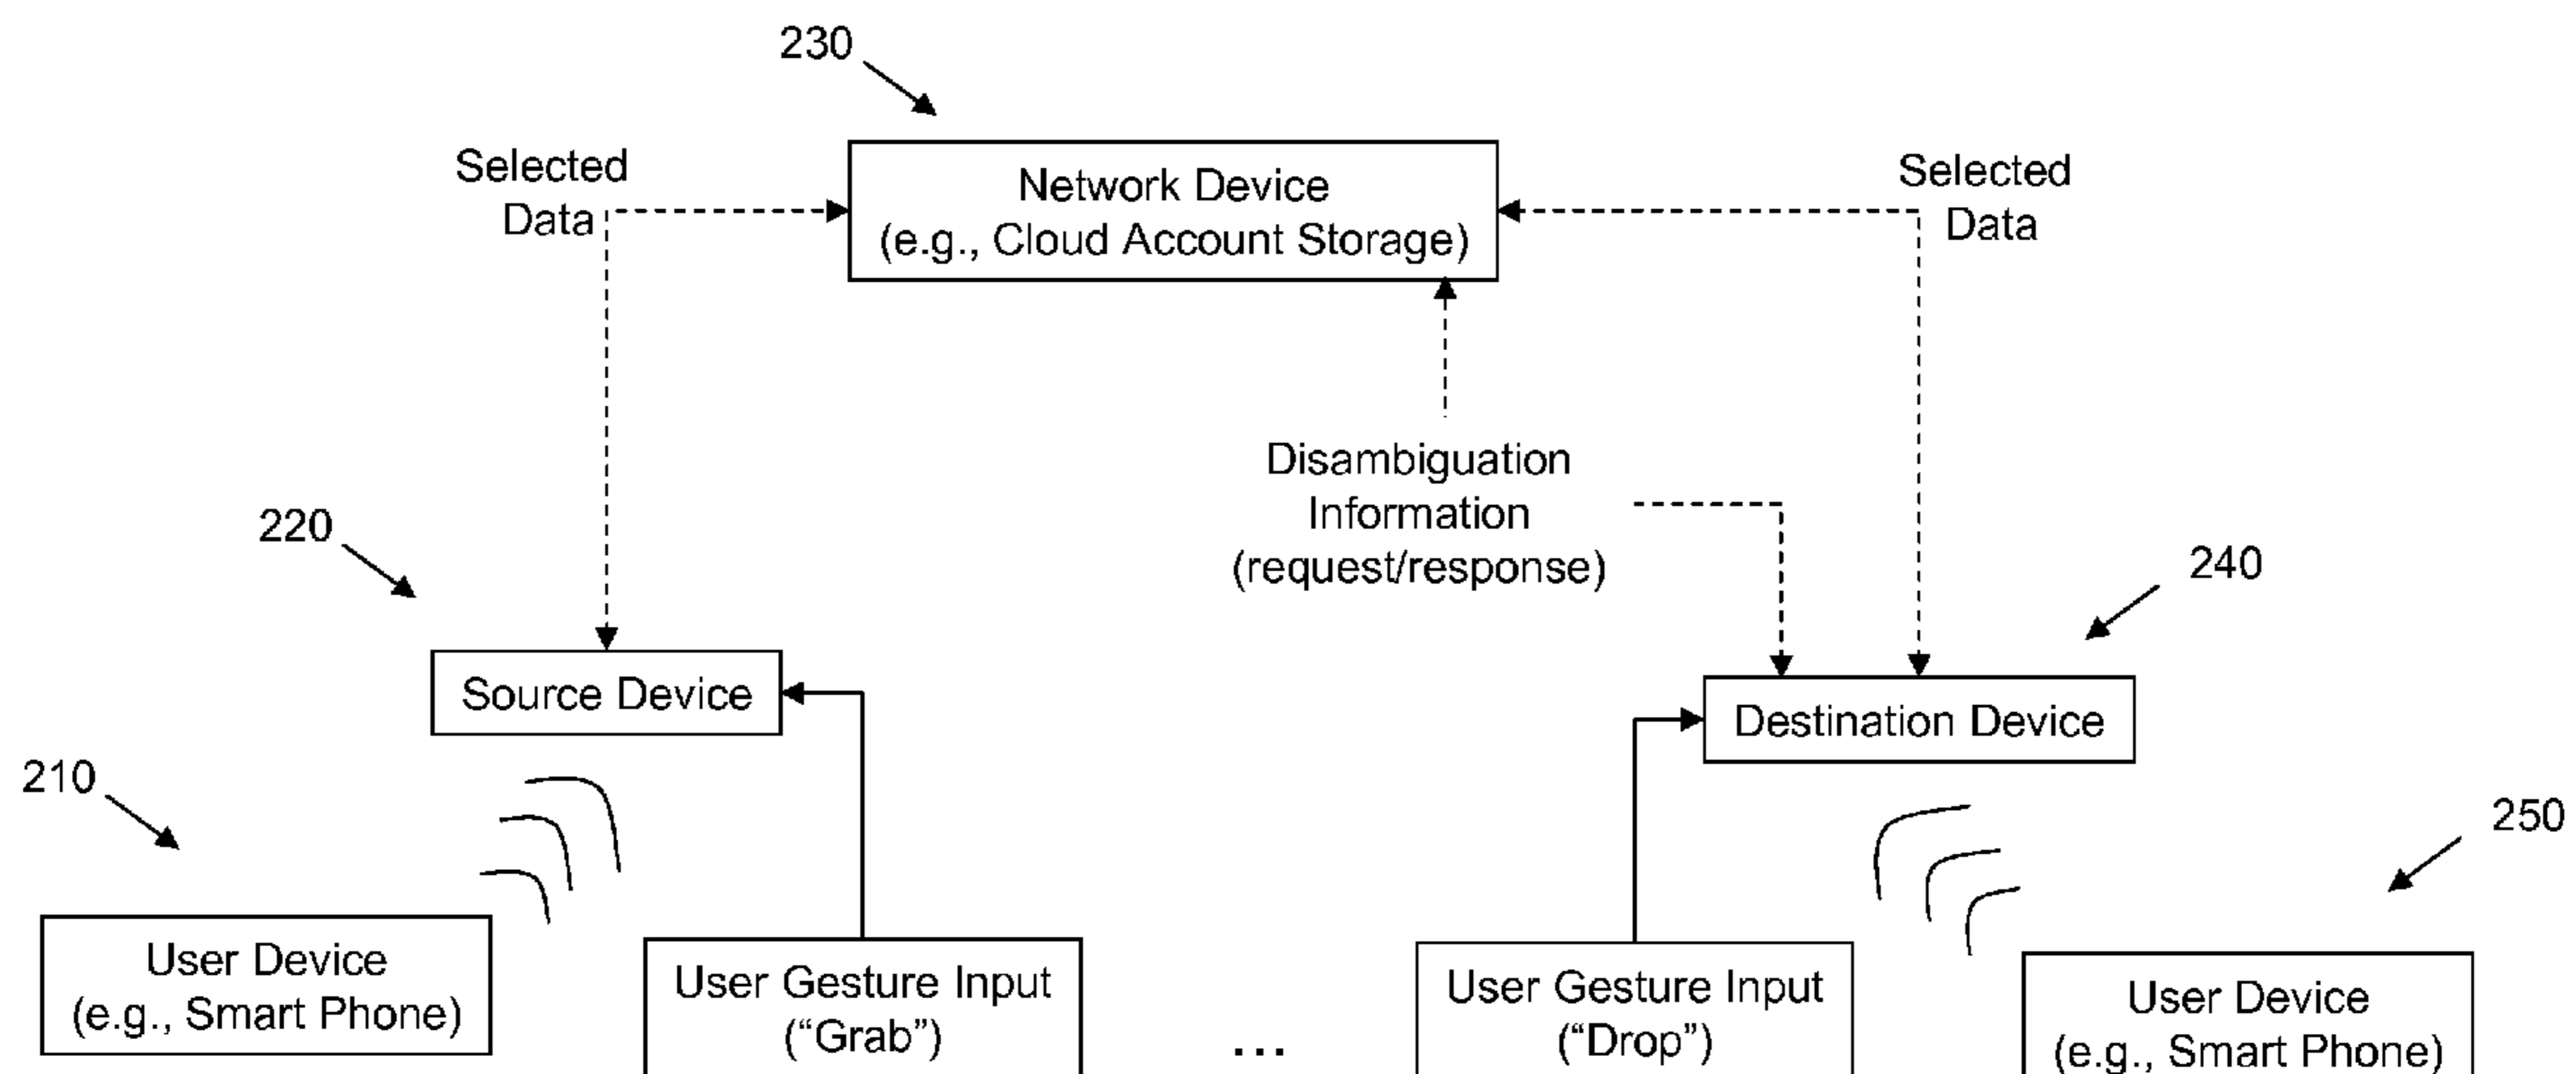 230
Selected
Data
Network Device
(e.g., Cloud Account Storage)
Selected
Data
Disambiguation
Information
(request/response)
220
240
Source Device
Destination Device
210
250
User Device
(e.g., Smart Phone)
User Gesture Input
(“Grab”)
...
User Gesture Input
(“Drop”)
User Device
(e.g., Smart Phone)